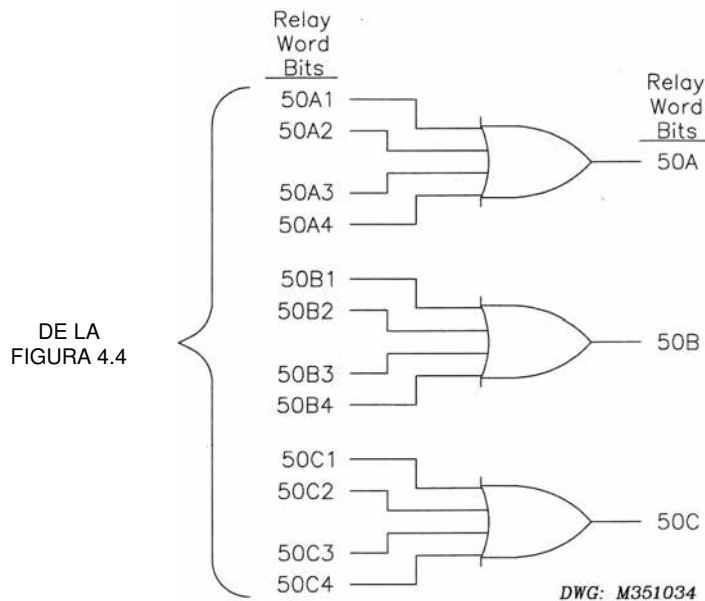 Relay
Word
Bits
50A1
50A2
50A3
50A4
Relay
Word
Bits
50A
50B1
50B2
50B3
50B4
50B
DE LA
FIGURA 4.4
50C1
50C2
50C3
50C4
50C
DWG: M351034